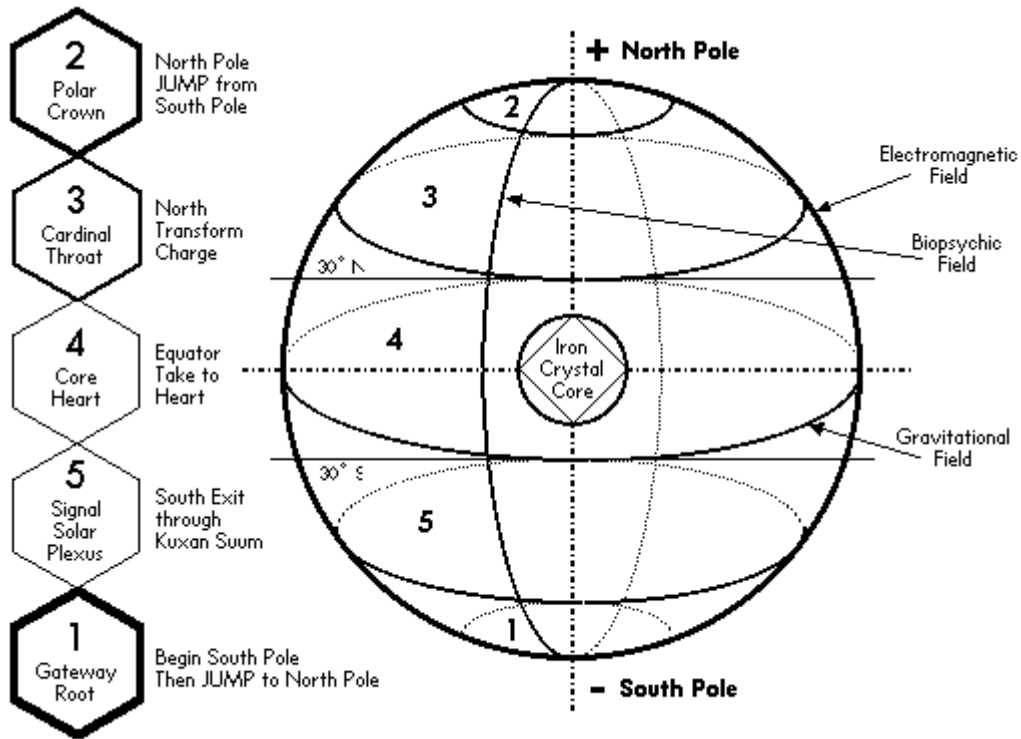 2
Polar
Crown
North Pole
JUMP from
South Pole
3
Cardinal
Throat
North
Transform
Charge
4
Core
Heart
Equator
Take to
Heart
5
Signal
Solar
Plexus
South Exit
through
Kuxan Suum
1
Gateway
Root
Begin South Pole
Then JUMP to North Pole
+ North Pole
2
3
30° N
4
Iron
Crystal
Core
30° S
5
1
- South Pole
Electromagnetic
Field
Biopsychic
Field
Gravitational
Field